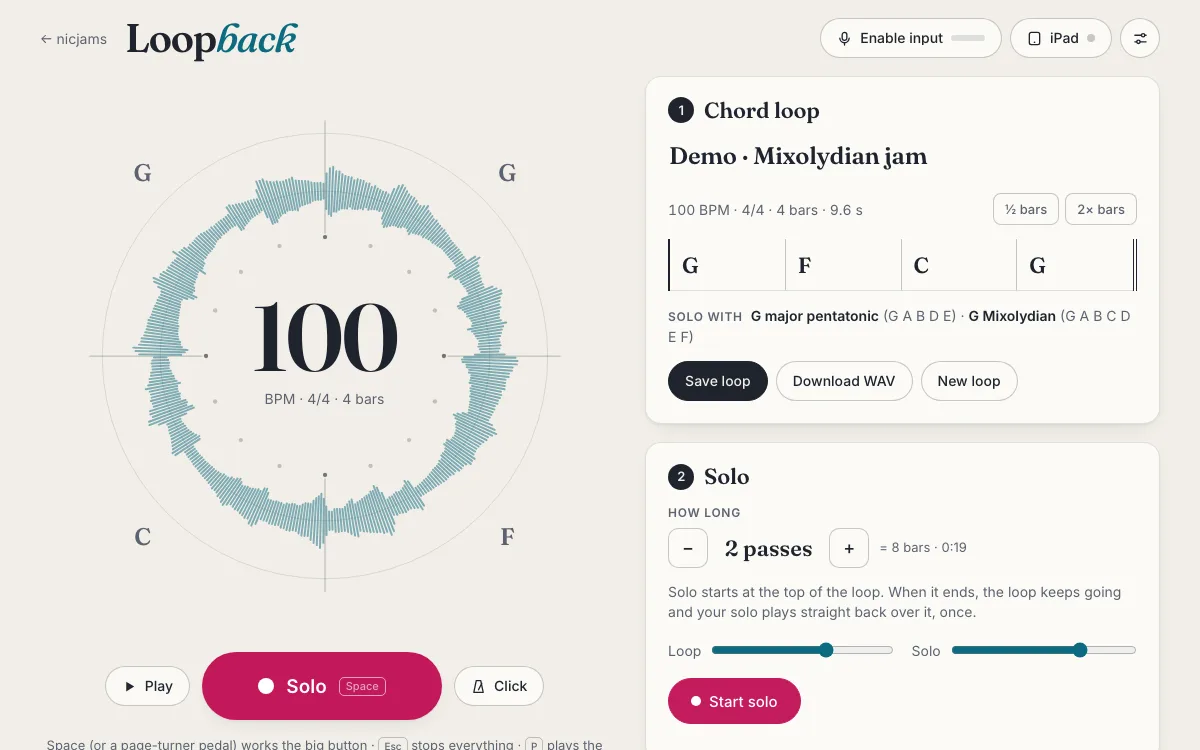 ← nicjams
Loopback
Enable input
iPad
G
G
C
F
100
BPM · 4/4 · 4 bars
Play
Solo Space
Click
Space (or a page-turner pedal) works the big button · Esc stops everything · P plays the
1 Chord loop
Demo · Mixolydian jam
100 BPM · 4/4 · 4 bars · 9.6 s
½ bars
2× bars
G
F
C
G
SOLO WITH G major pentatonic (G A B D E) · G Mixolydian (G A B C D
E F)
Save loop
Download WAV
New loop
2 Solo
HOW LONG
− 2 passes + = 8 bars · 0:19
Solo starts at the top of the loop. When it ends, the loop keeps going
and your solo plays straight back over it, once.
Loop
Solo
Start solo